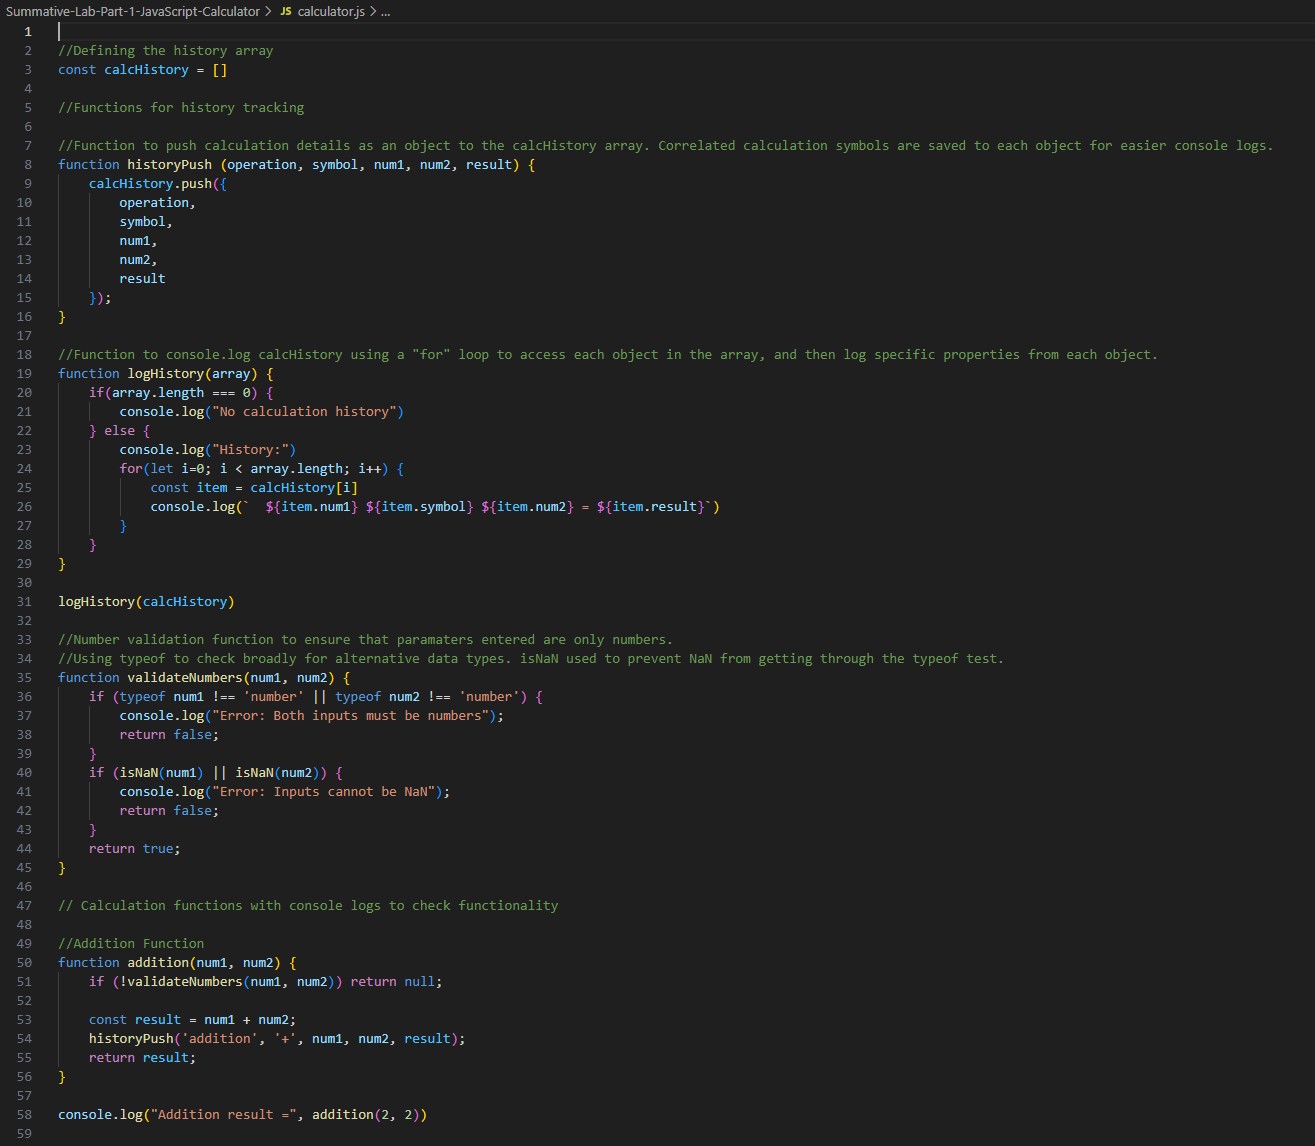 Summative-Lab-Part-1-JavaScript-Calculator > JS calculator.js > ...
1
2 //Defining the history array
3 const calcHistory = []
4
5 //Functions for history tracking
6
7 //Function to push calculation details as an object to the calcHistory array. Correlated calculation symbols are saved to each object for easier console logs.
8 function historyPush (operation, symbol, num1, num2, result) {
9     calcHistory.push({
10         operation,
11         symbol,
12         num1,
13         num2,
14         result
15     });
16 }
17
18 //Function to console.log calcHistory using a "for" loop to access each object in the array, and then log specific properties from each object.
19 function logHistory(array) {
20     if(array.length === 0) {
21         console.log("No calculation history")
22     } else {
23         console.log("History:")
24         for(let i=0; i < array.length; i++) {
25             const item = calcHistory[i]
26             console.log(`  ${item.num1} ${item.symbol} ${item.num2} = ${item.result}`)
27         }
28     }
29 }
30
31 logHistory(calcHistory)
32
33 //Number validation function to ensure that paramaters entered are only numbers.
34 //Using typeof to check broadly for alternative data types. isNaN used to prevent NaN from getting through the typeof test.
35 function validateNumbers(num1, num2) {
36     if (typeof num1 !== 'number' || typeof num2 !== 'number') {
37         console.log("Error: Both inputs must be numbers");
38         return false;
39     }
40     if (isNaN(num1) || isNaN(num2)) {
41         console.log("Error: Inputs cannot be NaN");
42         return false;
43     }
44     return true;
45 }
46
47 // Calculation functions with console logs to check functionality
48
49 //Addition Function
50 function addition(num1, num2) {
51     if (!validateNumbers(num1, num2)) return null;
52
53     const result = num1 + num2;
54     historyPush('addition', '+', num1, num2, result);
55     return result;
56 }
57
58 console.log("Addition result =", addition(2, 2))
59